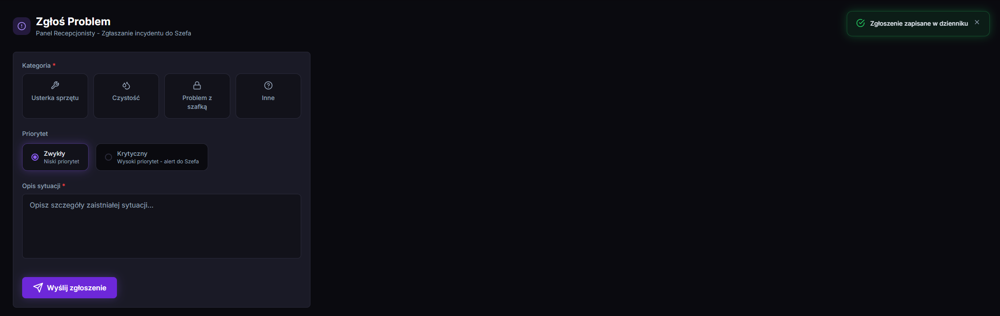 Zgłoś Problem
Panel Recepcjonisty - Zgłaszanie incydentu do Szefa
Zgłoszenie zapisane w dzienniku
Kategoria *
Usterka sprzętu
Czystość
Problem z
szafką
Inne
Priorytet
Zwykły
Niski priorytet
Krytyczny
Wysoki priorytet - alert do Szefa
Opis sytuacji *
Opisz szczegóły zaistniałej sytuacji...
Wyślij zgłoszenie